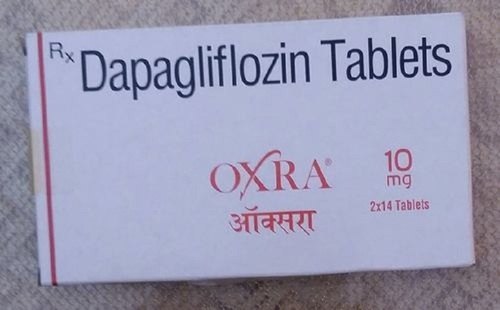 Rx Dapagliflozin Tablets
OXRA®
ऑक्सरा
10
mg
2x14 Tablets